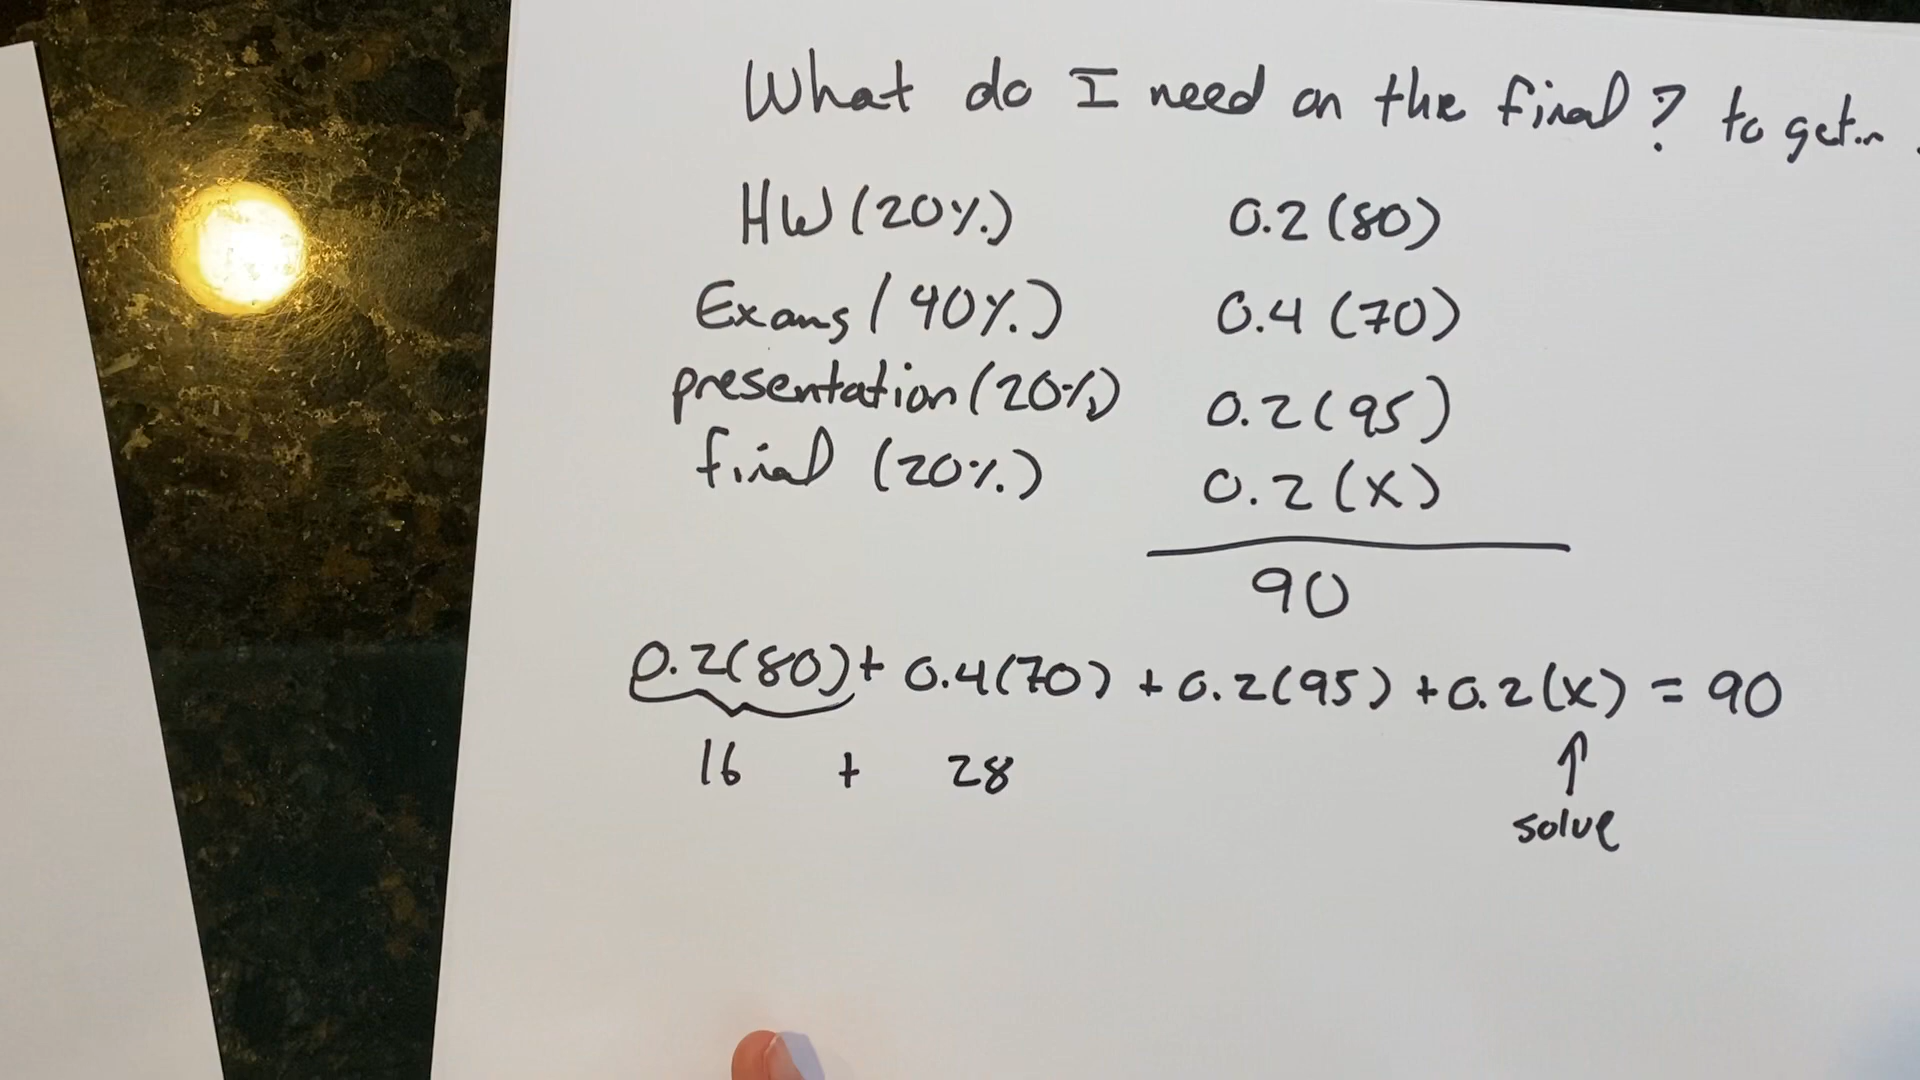 What do I need on the final? to get...
HW (20%) 0.2(80)
Exams (40%) 0.4 (70)
presentation (20%) 0.2(95)
final (20%) 0.2(x)
90
0.2(80) + 0.4(70) + 0.2(95) + 0.2(x) = 90
16 + 28 ↑
solve